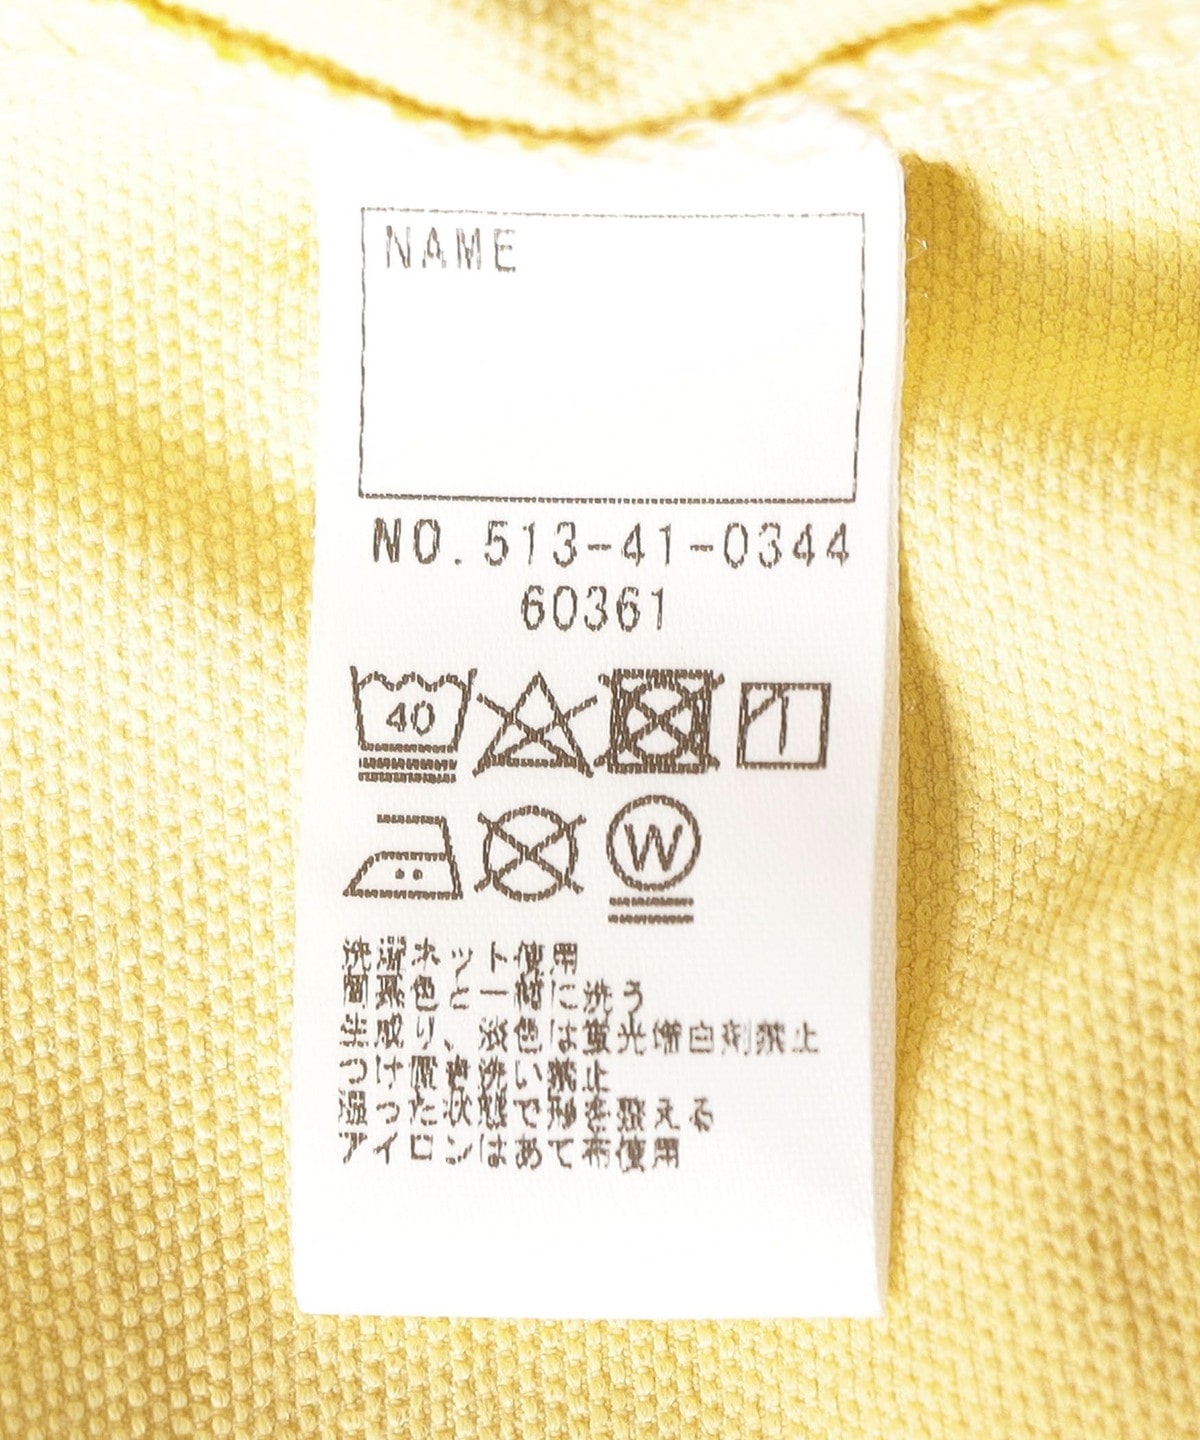 NAME
NO.513-41-0344
60361
40
W
洗濯ネット使用
同系色と一緒に洗う
生成り、淡色は蛍光増白剤禁止
つけ置き洗い禁止
湿った状態で形を整える
アイロンはあて布使用